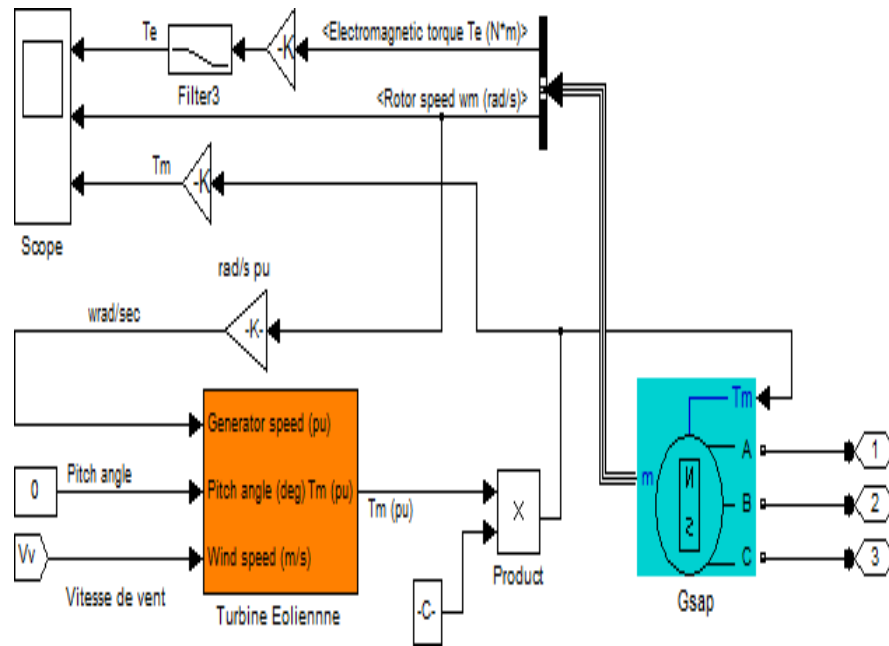 Te
-K
<Electromagnetic torque Te (N*m)>
Filter3
<Rotor speed wm (rad/s)>
Tm
-K
Scope
rad/s pu
wrad/sec
-K-
Generator speed (pu)
Pitch angle
0
Pitch angle (deg) Tm (pu)
Tm (pu)
Vv
Wind speed (m/s)
Vitesse de vent
Turbine Eoliennne
X
Product
-C-
Tm
m
A
B
C
N
S
Gsap
1
2
3